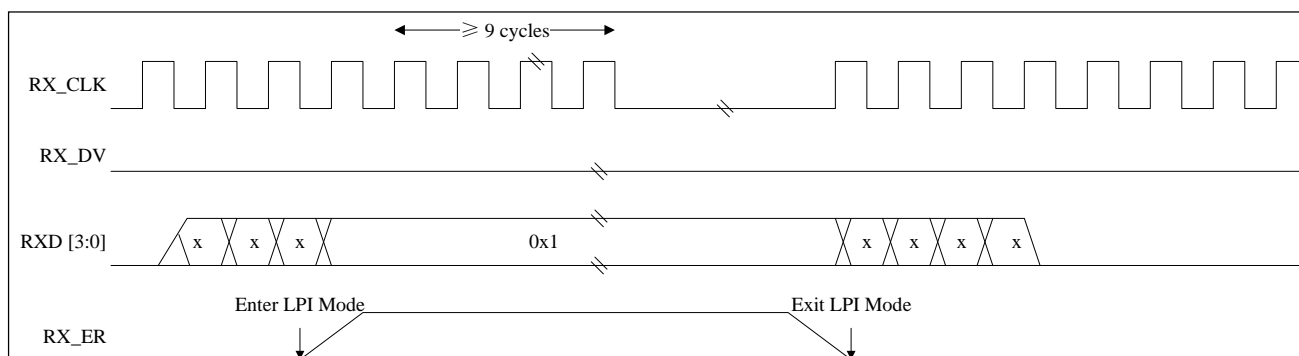 ⩾ 9 cycles
RX_CLK
RX_DV
RXD [3:0]
x x x 0x1 x x x x
Enter LPI Mode Exit LPI Mode
RX_ER